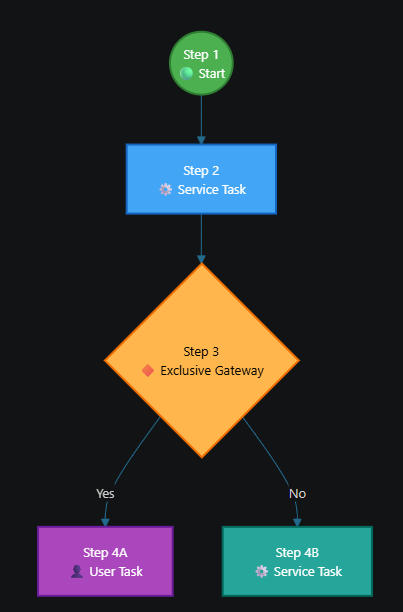 Step 1
Start
Step 2
Service Task
Step 3
Exclusive Gateway
Yes
No
Step 4A
User Task
Step 4B
Service Task